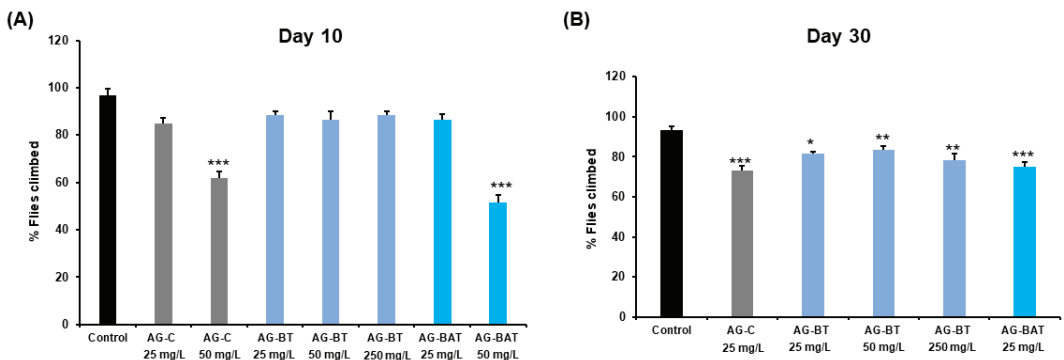 (A)
Day 10
% Flies climbed
120
100
80
60
40
20
0
***
***
Control
AG-C
25 mg/L
AG-C
50 mg/L
AG-BT
25 mg/L
AG-BT
50 mg/L
AG-BT
250 mg/L
AG-BAT
25 mg/L
AG-BAT
50 mg/L
(B)
Day 30
% Flies climbed
120
100
80
60
40
20
0
***
*
**
**
***
Control
AG-C
25 mg/L
AG-BT
25 mg/L
AG-BT
50 mg/L
AG-BT
250 mg/L
AG-BAT
25 mg/L